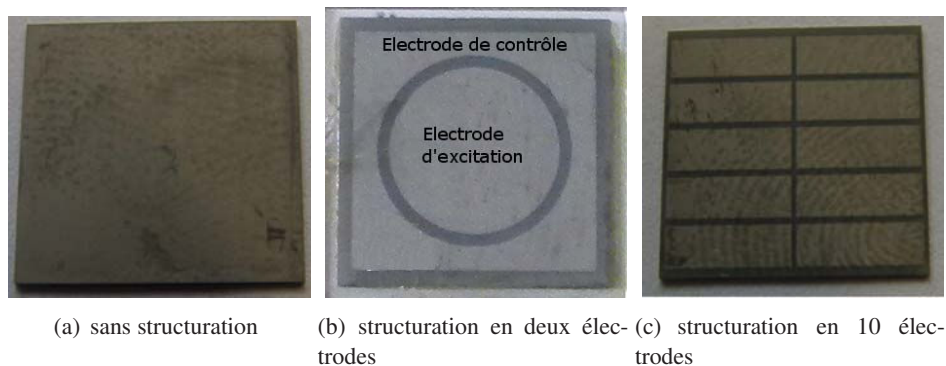 Electrode de contrôle
Electrode
d'excitation
(a) sans structuration
(b) structuration en deux élec-
trodes
(c) structuration en 10 élec-
trodes